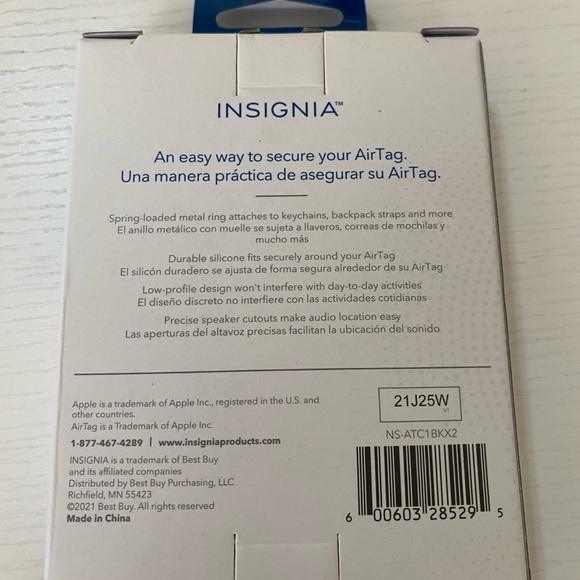 INSIGNIA™
An easy way to secure your AirTag.
Una manera práctica de asegurar su AirTag.
Spring-loaded metal ring attaches to keychains, backpack straps and more
El anillo metálico con muelle se sujeta a llaveros, correas de mochilas y
mucho más
Durable silicone fits securely around your AirTag
El silicón duradero se ajusta de forma segura alrededor de su AirTag
Low-profile design won't interfere with day-to-day activities
El diseño discreto no interfiere con las actividades cotidianas
Precise speaker cutouts make audio location easy
Las aperturas del altavoz precisas facilitan la ubicación del sonido
Apple is a trademark of Apple Inc., registered in the U.S. and
other countries.
AirTag is a Trademark of Apple Inc.
1-877-467-4289 | www.insigniaproducts.com
INSIGNIA is a trademark of Best Buy
and its affiliated companies
Distributed by Best Buy Purchasing, LLC
Richfield, MN 55423
©2021 Best Buy. All rights reserved
Made in China
21J25W
V1
NS-ATC1BKX2
6 00603 28529 5